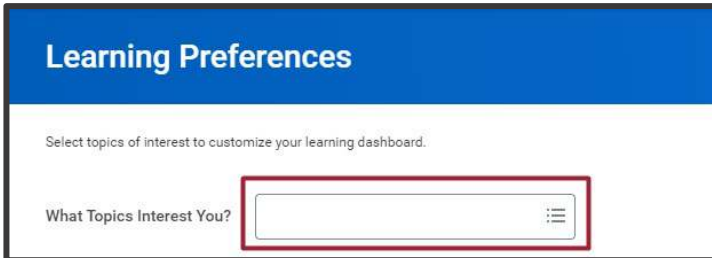 Learning Preferences
Select topics of interest to customize your learning dashboard.
What Topics Interest You?